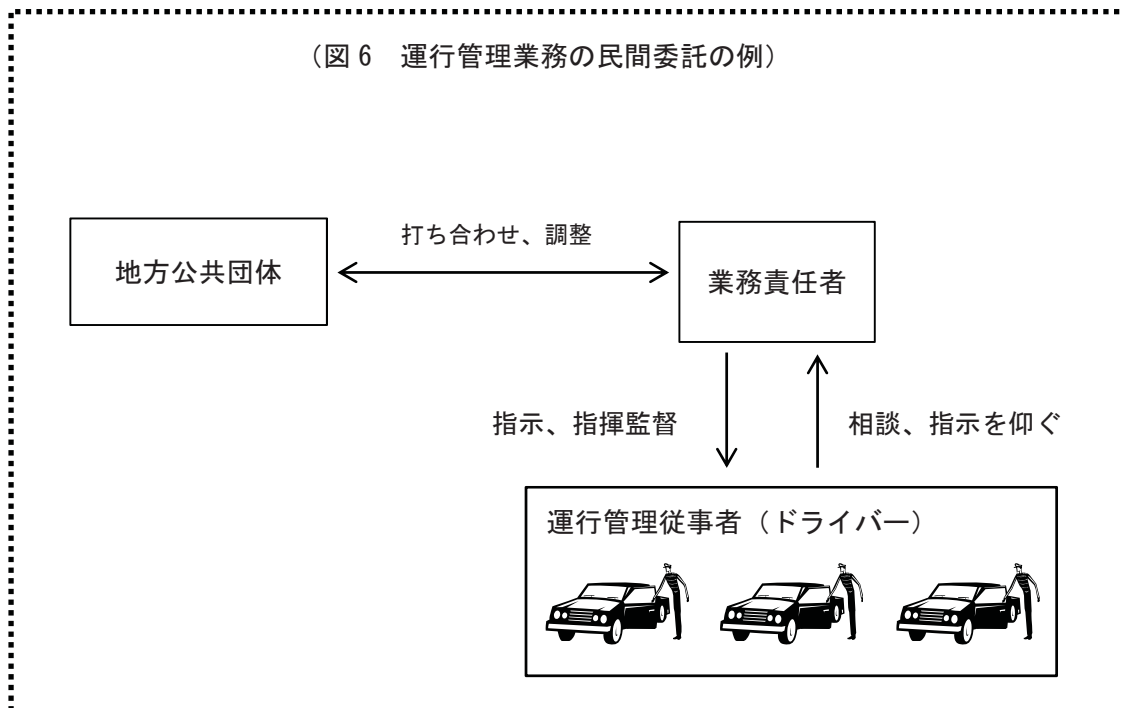 （図６　運行管理業務の民間委託の例）
打ち合わせ、調整
地方公共団体
業務責任者
指示、指揮監督
相談、指示を仰ぐ
運行管理従事者（ドライバー）